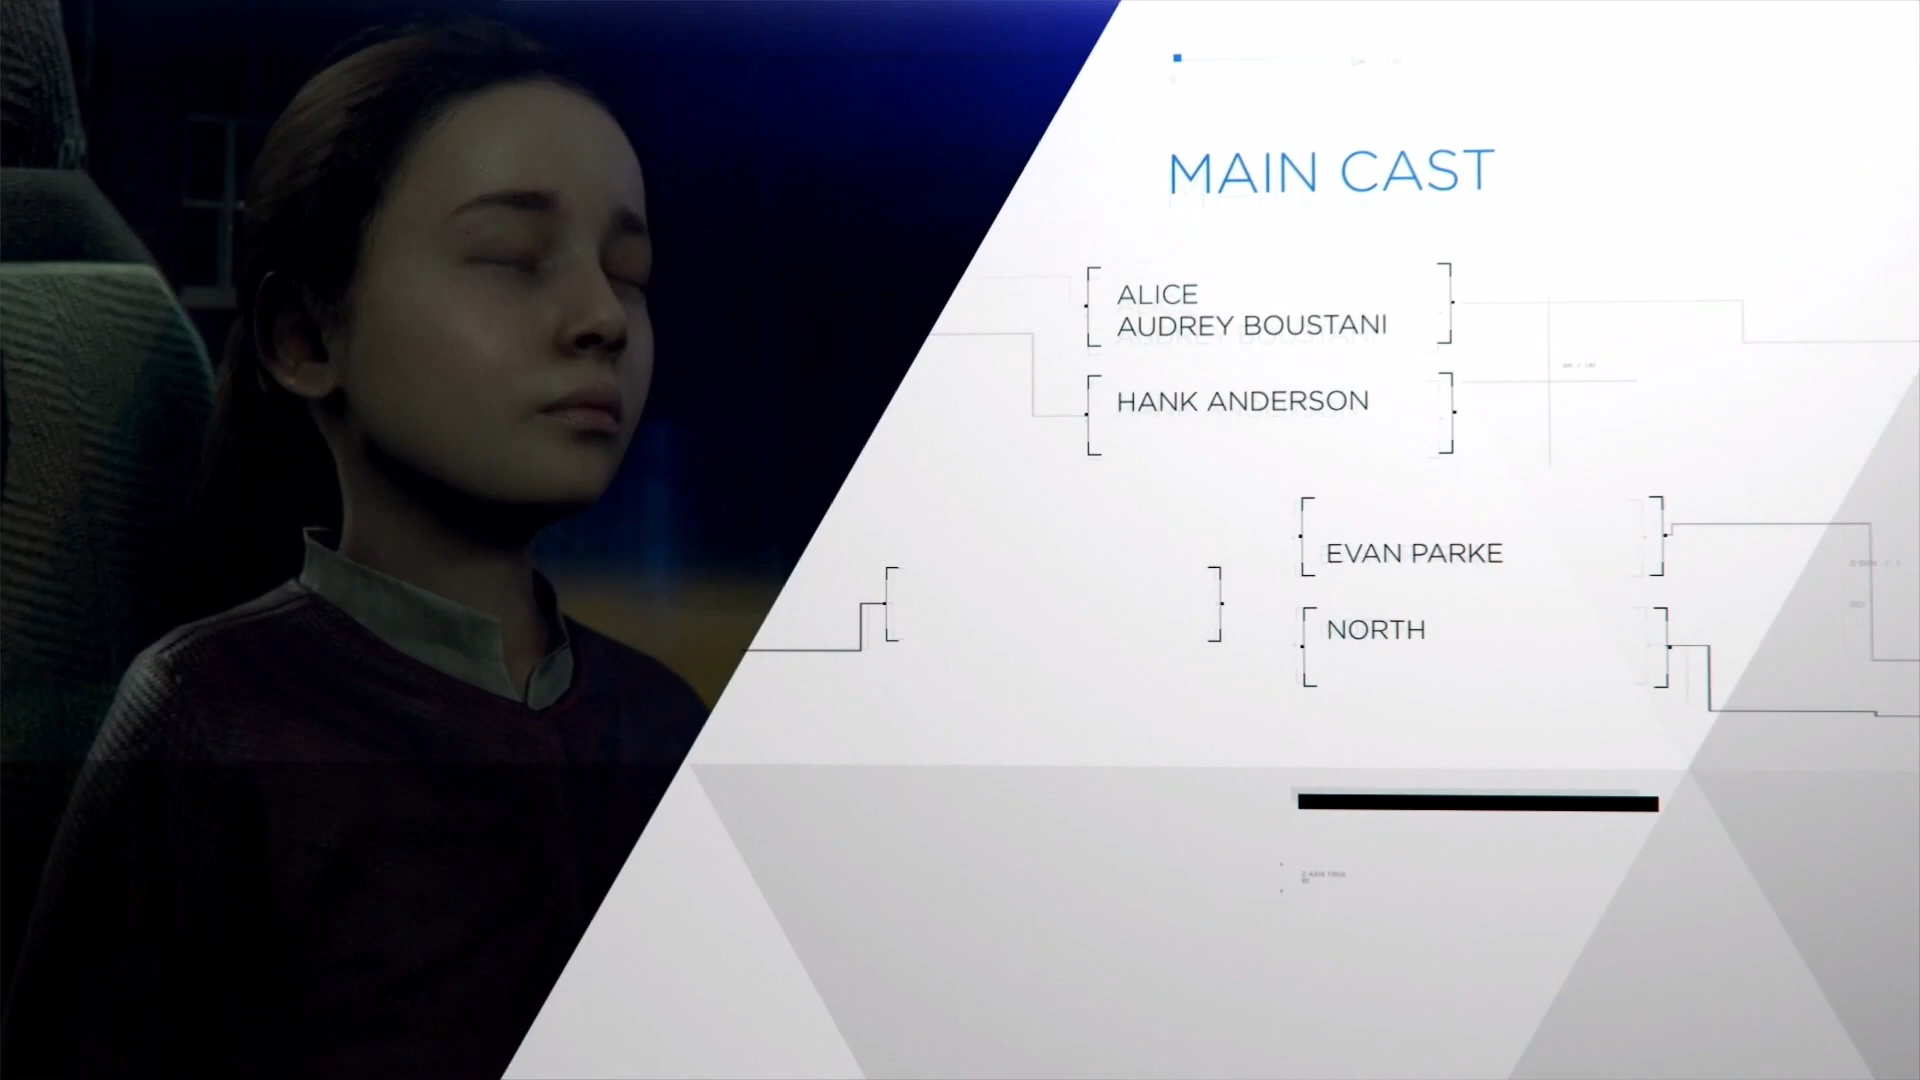 MAIN CAST
ALICE
AUDREY BOUSTANI
HANK ANDERSON
EVAN PARKE
NORTH